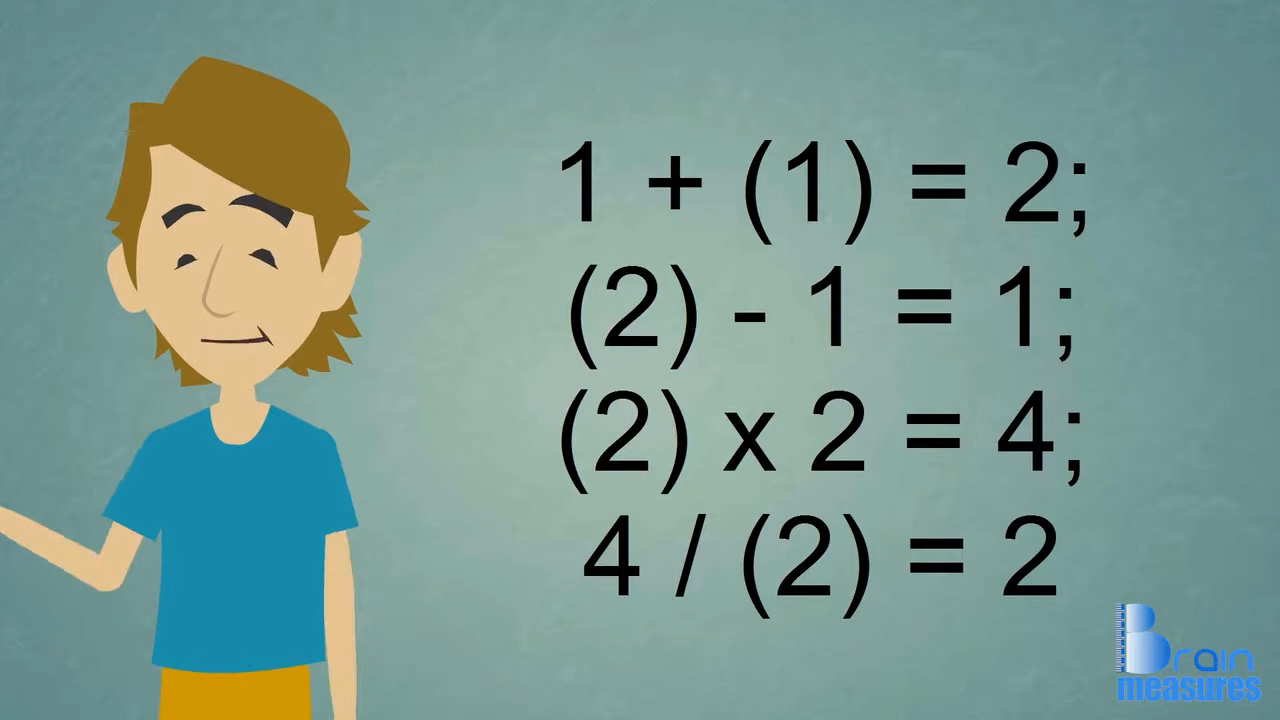 1 + (1) = 2;
(2) - 1 = 1;
(2) x 2 = 4;
4 / (2) = 2
Brain
measures